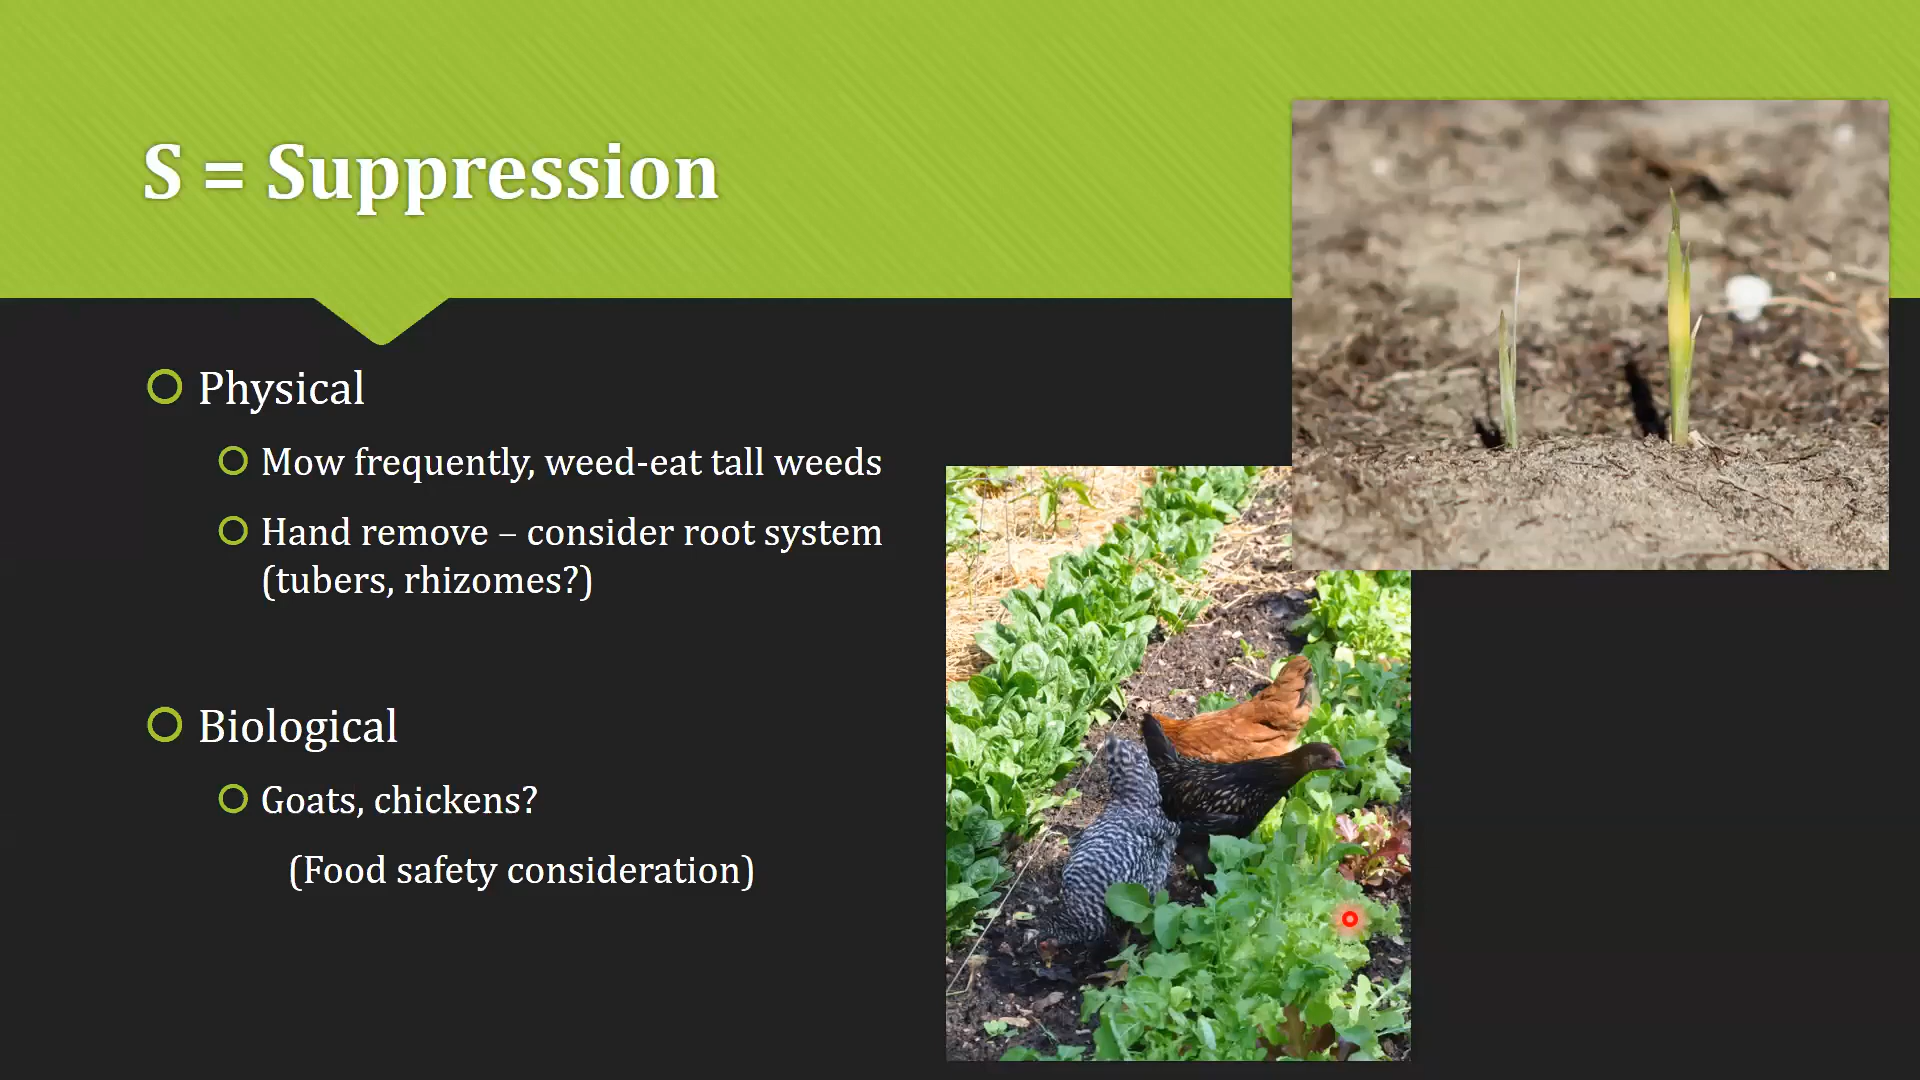 S = Suppression
Physical
Mow frequently, weed-eat tall weeds
Hand remove – consider root system
(tubers, rhizomes?)
Biological
Goats, chickens?
(Food safety consideration)